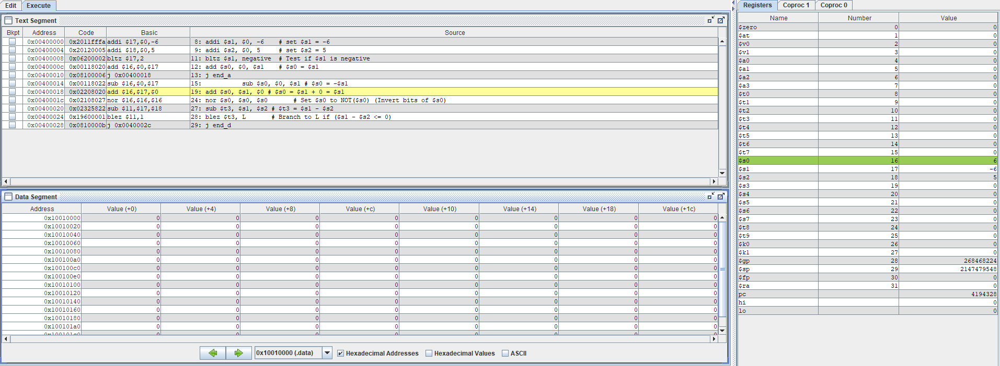 Edit Execute
Text Segment
Bkpt Address Code Basic Source
0x00400000 0x2011fffa addi $17,$0,-6 8: addi $s1, $0, -6 # set $s1 = -6
0x00400004 0x20120005 addi $18,$0,5 9: addi $s2, $0, 5 # set $s2 = 5
0x00400008 0x06200002 bltz $17,2 11: bltz $s1, negative # Test if $s1 is negative
0x0040000c 0x00118020 add $16,$0,$17 12: add $s0, $0, $s1 # $s0 = $s1
0x00400010 0x08100006 j 0x00400018 13: j end_a
0x00400014 0x00118022 sub $16,$0,$17 15: sub $s0, $0, $s1 # $s0 = -$s1
0x00400018 0x02208020 add $16,$17,$0 19: add $s0, $s1, $0 # $s0 = $s1 + 0 = $s1
0x0040001c 0x02108027 nor $16,$16,$16 24: nor $s0, $s0, $s0 # Set $s0 to NOT($s0) (Invert bits of $s0)
0x00400020 0x02325822 sub $11,$17,$18 27: sub $t3, $s1, $s2 # $t3 = $s1 - $s2
0x00400024 0x19600001 blez $11,1 28: blez $t3, L # Branch to L if ($s1 - $s2 <= 0)
0x00400028 0x0810000b j 0x0040002c 29: j end_d
Data Segment
Address Value (+0) Value (+4) Value (+8) Value (+c) Value (+10) Value (+14) Value (+18) Value (+1c)
0x10010000 0 0 0 0 0 0 0 0
0x10010020 0 0 0 0 0 0 0 0
0x10010040 0 0 0 0 0 0 0 0
0x10010060 0 0 0 0 0 0 0 0
0x10010080 0 0 0 0 0 0 0 0
0x100100a0 0 0 0 0 0 0 0 0
0x100100c0 0 0 0 0 0 0 0 0
0x100100e0 0 0 0 0 0 0 0 0
0x10010100 0 0 0 0 0 0 0 0
0x10010120 0 0 0 0 0 0 0 0
0x10010140 0 0 0 0 0 0 0 0
0x10010160 0 0 0 0 0 0 0 0
0x10010180 0 0 0 0 0 0 0 0
0x100101a0 0 0 0 0 0 0 0 0
0x10010000 (.data) Hexadecimal Addresses Hexadecimal Values ASCII
Registers Coproc 1 Coproc 0
Name Number Value
$zero 0 0
$at 1 0
$v0 2 0
$v1 3 0
$a0 4 0
$a1 5 0
$a2 6 0
$a3 7 0
$t0 8 0
$t1 9 0
$t2 10 0
$t3 11 0
$t4 12 0
$t5 13 0
$t6 14 0
$t7 15 0
$s0 16 6
$s1 17 -6
$s2 18 5
$s3 19 0
$s4 20 0
$s5 21 0
$s6 22 0
$s7 23 0
$t8 24 0
$t9 25 0
$k0 26 0
$k1 27 0
$gp 28 268468224
$sp 29 2147479548
$fp 30 0
$ra 31 0
pc 4194328
hi 0
lo 0